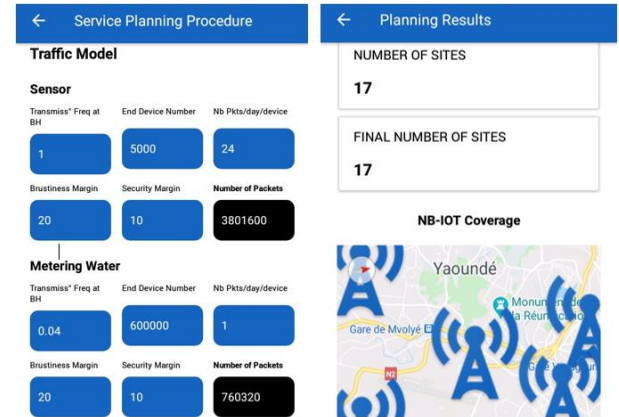 Service Planning Procedure
Traffic Model
Sensor
Transmiss° Freq at BH
End Device Number
Nb Pkts/day/device
1
5000
24
Brustiness Margin
Security Margin
Number of Packets
20
10
3801600
Metering Water
Transmiss° Freq at BH
End Device Number
Nb Pkts/day/device
0.04
600000
1
Brustiness Margin
Security Margin
Number of Packets
20
10
760320
Planning Results
NUMBER OF SITES
17
FINAL NUMBER OF SITES
17
NB-IOT Coverage
Yaoundé
Gare de Mvolyé
N2